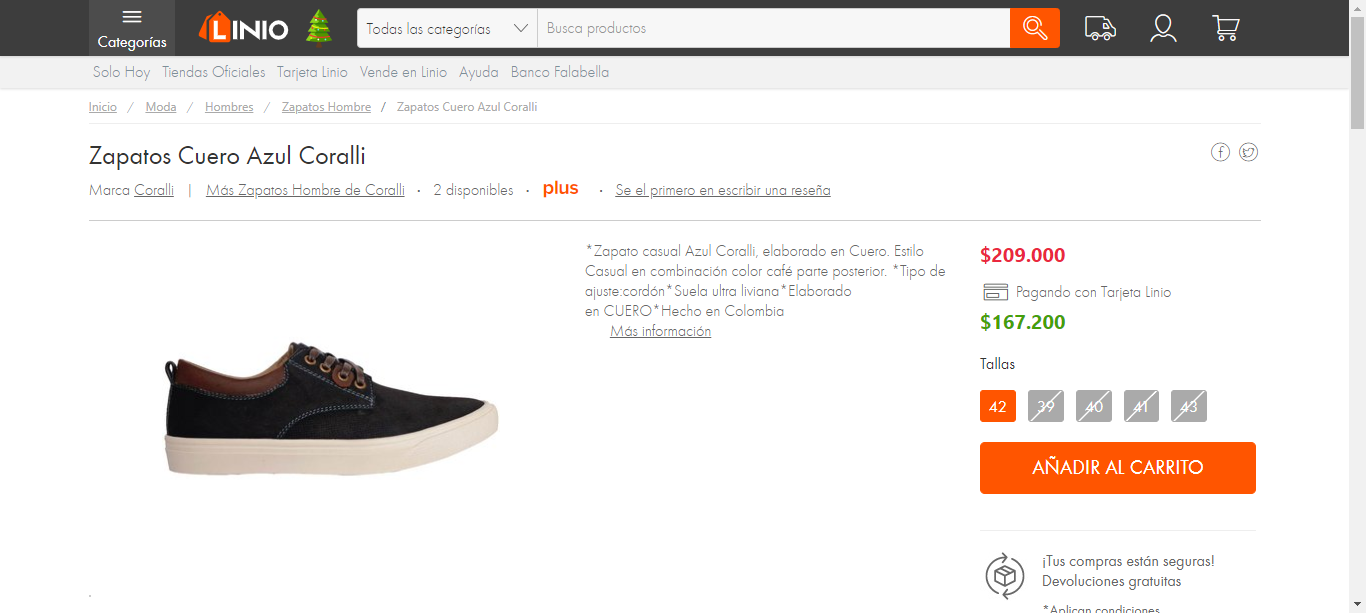 Categorías
LINIO
Todas las categorías
Busca productos
Solo Hoy Tiendas Oficiales Tarjeta Linio Vende en Linio Ayuda Banco Falabella
Inicio / Moda / Hombres / Zapatos Hombre / Zapatos Cuero Azul Coralli
Zapatos Cuero Azul Coralli
Marca Coralli | Más Zapatos Hombre de Coralli · 2 disponibles · plus · Se el primero en escribir una reseña
*Zapato casual Azul Coralli, elaborado en Cuero. Estilo
Casual en combinación color café parte posterior. *Tipo de
ajuste:cordón*Suela ultra liviana*Elaborado
en CUERO*Hecho en Colombia
Más información
$209.000
Pagando con Tarjeta Linio
$167.200
Tallas
42 39 40 41 43
AÑADIR AL CARRITO
¡Tus compras están seguras!
Devoluciones gratuitas
*Aplican condiciones